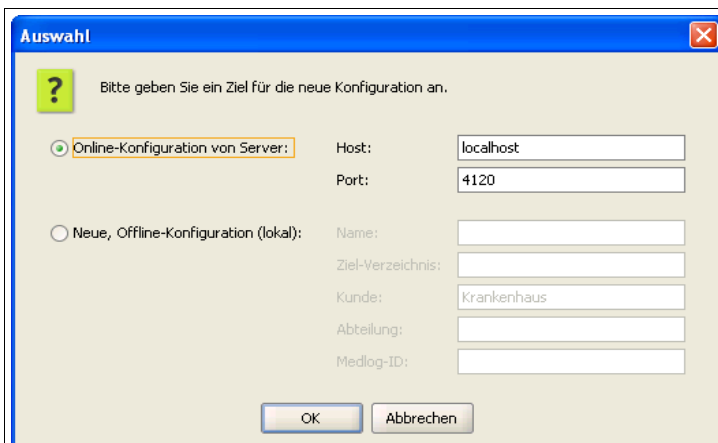 Auswahl
?
Bitte geben Sie ein Ziel für die neue Konfiguration an.
Online-Konfiguration von Server: Host: localhost
Port: 4120
Neue, Offline-Konfiguration (lokal): Name:
Ziel-Verzeichnis:
Kunde: Krankenhaus
Abteilung:
Medlog-ID:
OK Abbrechen